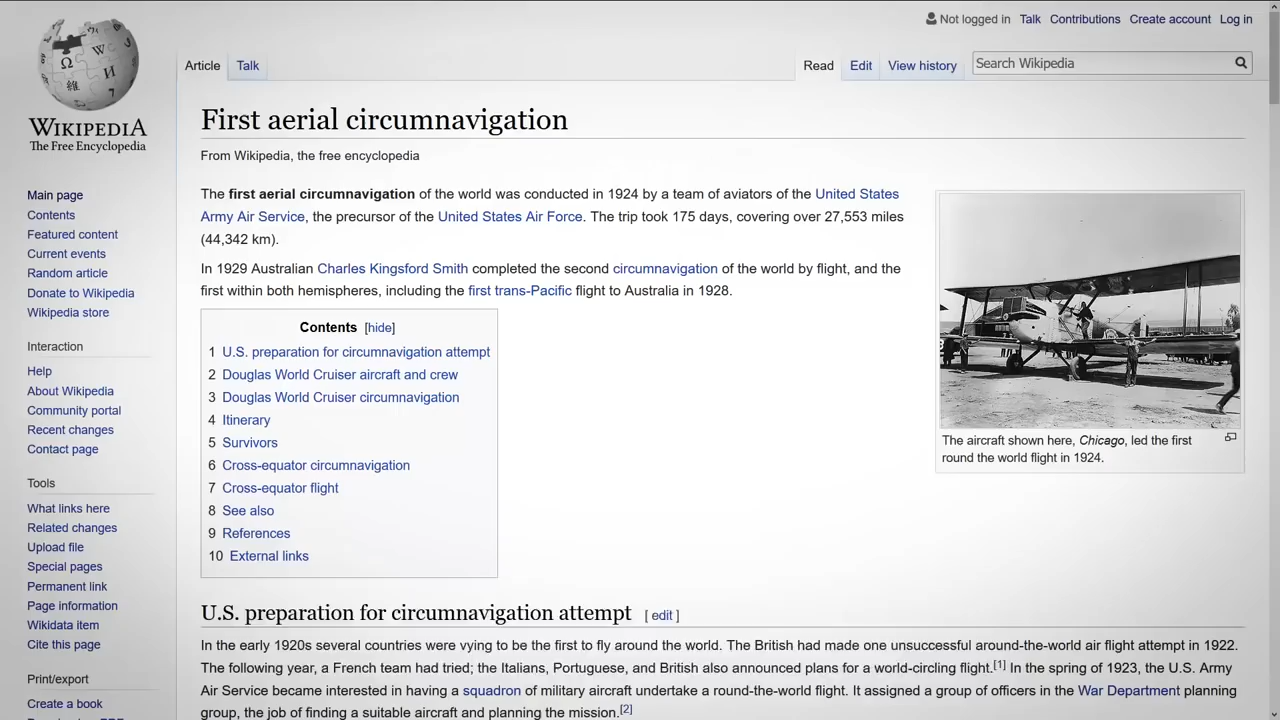 Not logged in Talk Contributions Create account Log in
Article Talk Read Edit View history Search Wikipedia
WIKIPEDIA
The Free Encyclopedia
Main page
Contents
Featured content
Current events
Random article
Donate to Wikipedia
Wikipedia store
Interaction
Help
About Wikipedia
Community portal
Recent changes
Contact page
Tools
What links here
Related changes
Upload file
Special pages
Permanent link
Page information
Wikidata item
Cite this page
Print/export
Create a book
First aerial circumnavigation
From Wikipedia, the free encyclopedia
The first aerial circumnavigation of the world was conducted in 1924 by a team of aviators of the United States
Army Air Service, the precursor of the United States Air Force. The trip took 175 days, covering over 27,553 miles
(44,342 km).
In 1929 Australian Charles Kingsford Smith completed the second circumnavigation of the world by flight, and the
first within both hemispheres, including the first trans-Pacific flight to Australia in 1928.
The aircraft shown here, Chicago, led the first
round the world flight in 1924.
Contents [hide]
1 U.S. preparation for circumnavigation attempt
2 Douglas World Cruiser aircraft and crew
3 Douglas World Cruiser circumnavigation
4 Itinerary
5 Survivors
6 Cross-equator circumnavigation
7 Cross-equator flight
8 See also
9 References
10 External links
U.S. preparation for circumnavigation attempt [ edit ]
In the early 1920s several countries were vying to be the first to fly around the world. The British had made one unsuccessful around-the-world air flight attempt in 1922.
The following year, a French team had tried; the Italians, Portuguese, and British also announced plans for a world-circling flight.[1] In the spring of 1923, the U.S. Army
Air Service became interested in having a squadron of military aircraft undertake a round-the-world flight. It assigned a group of officers in the War Department planning
group, the job of finding a suitable aircraft and planning the mission.[2]